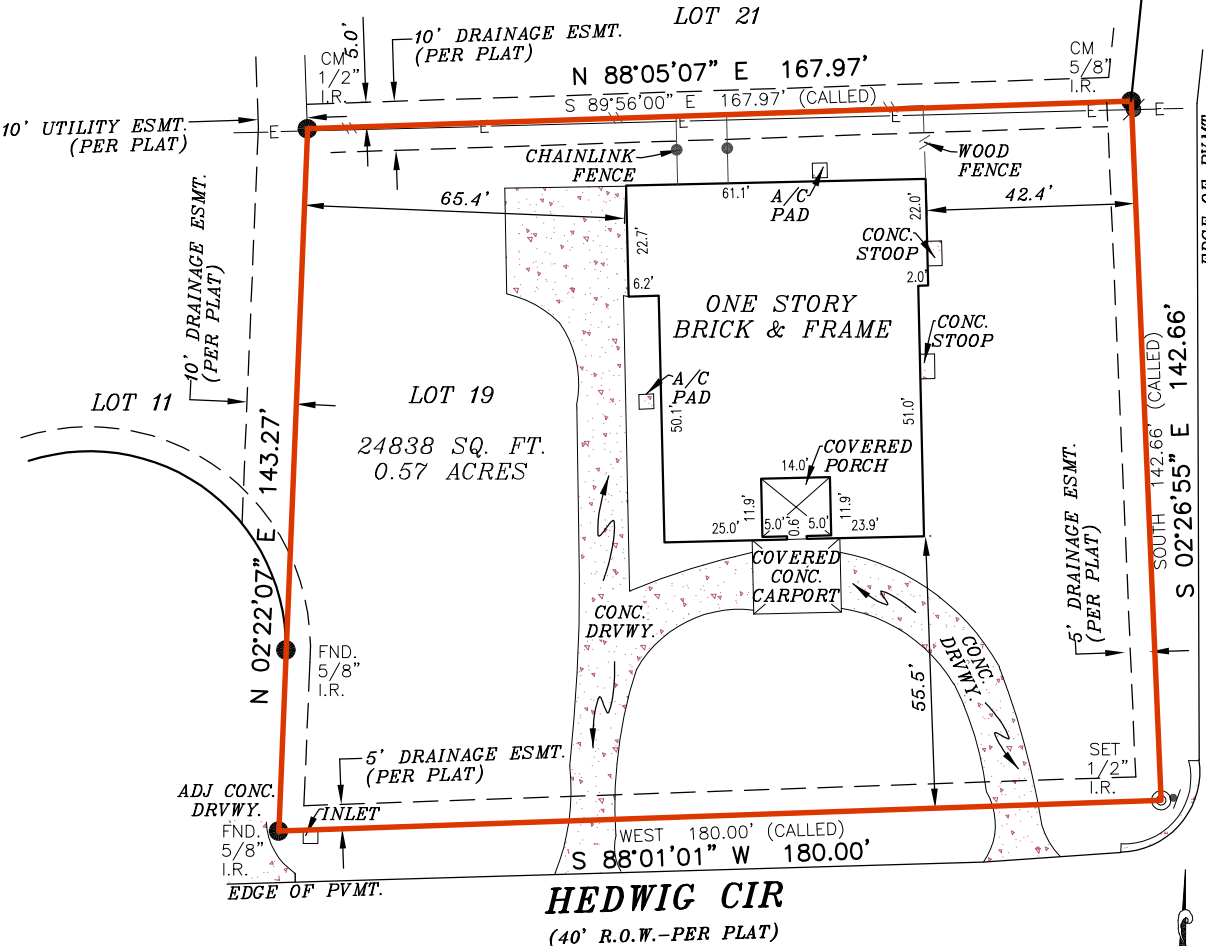 LOT 21
10' DRAINAGE ESMT.
(PER PLAT)
5.0'
CM
1/2"
I.R.
CM
5/8"
I.R.
N 88°05'07" E 167.97'
S 89°56'00" E 167.97' (CALLED)
10' UTILITY ESMT.
(PER PLAT)
E
E
E
E
E
E
CHAINLINK
FENCE
WOOD
FENCE
A/C
PAD
61.1'
65.4'
42.4'
22.0'
22.7'
6.2'
2.0'
CONC.
STOOP
EDGE OF PVMT.
10' DRAINAGE ESMT.
(PER PLAT)
ONE STORY
BRICK & FRAME
CONC.
STOOP
A/C
PAD
LOT 11
LOT 19
24838 SQ. FT.
0.57 ACRES
50.1'
51.0'
N 02°22'07" E 143.27'
SOUTH 142.66' (CALLED)
S 02°26'55" E 142.66'
COVERED
PORCH
14.0'
11.9'
11.9'
25.0'
5.0'
0.6'
5.0'
23.9'
COVERED
CONC.
CARPORT
5' DRAINAGE ESMT.
(PER PLAT)
CONC.
DRVWY.
CONC.
DRVWY.
55.5'
FND.
5/8"
I.R.
5' DRAINAGE ESMT.
(PER PLAT)
SET
1/2"
I.R.
ADJ CONC.
DRVWY.
INLET
FND.
5/8"
I.R.
WEST 180.00' (CALLED)
S 88°01'01" W 180.00'
EDGE OF PVMT.
HEDWIG CIR
(40' R.O.W.-PER PLAT)